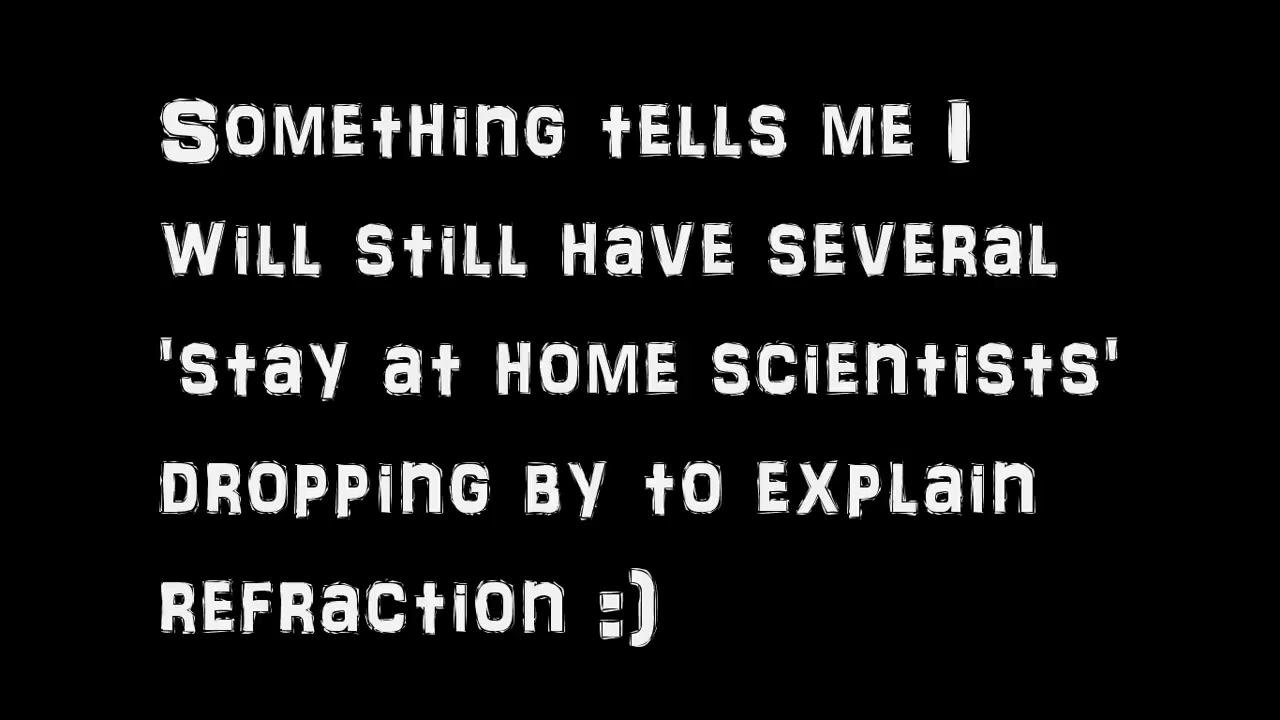 Something tells me I
will still have several
'stay at home scientists'
dropping by to explain
refraction :)